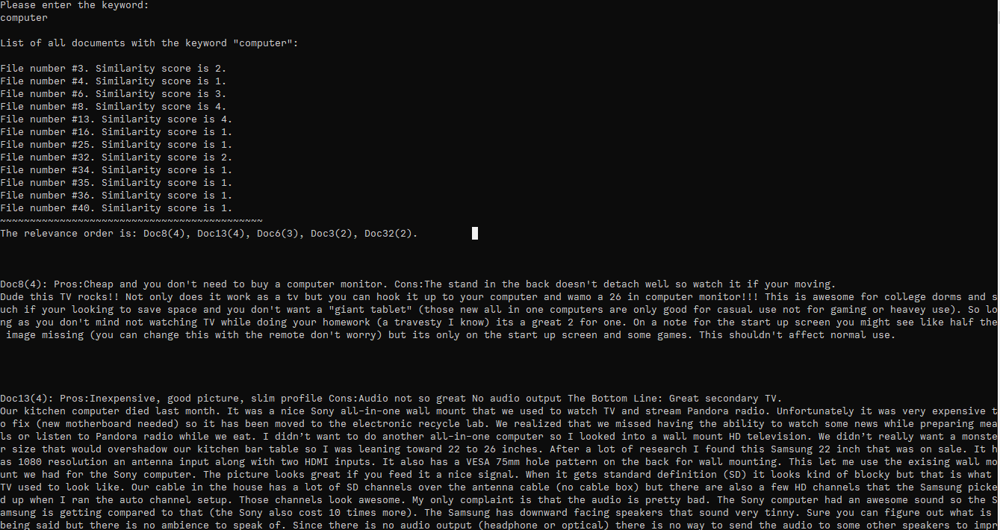 Please enter the keyword:
computer
List of all documents with the keyword "computer":
File number #3. Similarity score is 2.
File number #4. Similarity score is 1.
File number #6. Similarity score is 3.
File number #8. Similarity score is 4.
File number #13. Similarity score is 4.
File number #16. Similarity score is 1.
File number #25. Similarity score is 1.
File number #32. Similarity score is 2.
File number #34. Similarity score is 1.
File number #35. Similarity score is 1.
File number #36. Similarity score is 1.
File number #40. Similarity score is 1.
~~~~~~~~~~~~~~~~~~~~~~~~~~~~~~~~~~~~~~~~~~~~
The relevance order is: Doc8(4), Doc13(4), Doc6(3), Doc3(2), Doc32(2).
Doc8(4): Pros:Cheap and you don't need to buy a computer monitor. Cons:The stand in the back doesn't detach well so watch it if your moving.
Dude this TV rocks!! Not only does it work as a tv but you can hook it up to your computer and wamo a 26 in computer monitor!!! This is awesome for college dorms and s
uch if your looking to save space and you don't want a "giant tablet" (those new all in one computers are only good for casual use not for gaming or heavey use). So lo
ng as you don't mind not watching TV while doing your homework (a travesty I know) its a great 2 for one. On a note for the start up screen you might see like half the
image missing (you can change this with the remote don't worry) but its only on the start up screen and some games. This shouldn't affect normal use.
Doc13(4): Pros:Inexpensive, good picture, slim profile Cons:Audio not so great No audio output The Bottom Line: Great secondary TV.
Our kitchen computer died last month. It was a nice Sony all-in-one wall mount that we used to watch TV and stream Pandora radio. Unfortunately it was very expensive t
o fix (new motherboard needed) so it has been moved to the electronic recycle lab. We realized that we missed having the ability to watch some news while preparing mea
ls or listen to Pandora radio while we eat. I didn’t want to do another all-in-one computer so I looked into a wall mount HD television. We didn’t really want a monste
r size that would overshadow our kitchen bar table so I was leaning toward 22 to 26 inches. After a lot of research I found this Samsung 22 inch that was on sale. It h
as 1080 resolution an antenna input along with two HDMI inputs. It also has a VESA 75mm hole pattern on the back for wall mounting. This let me use the exising wall mo
unt we had for the Sony computer. The picture looks great if you feed it a nice signal. When it gets standard definition (SD) it looks kind of blocky but that is what
TV used to look like. Our cable in the house has a lot of SD channels over the antenna cable (no cable box) but there are also a few HD channels that the Samsung picke
d up when I ran the auto channel setup. Those channels look awesome. My only complaint is that the audio is pretty bad. The Sony computer had an awesome sound so the S
amsung is getting compared to that (the Sony also cost 10 times more). The Samsung has downward facing speakers that sound very tinny. Sure you can figure out what is
being said but there is no ambience to speak of. Since there is no audio output (headphone or optical) there is no way to send the audio to some other speakers to impr